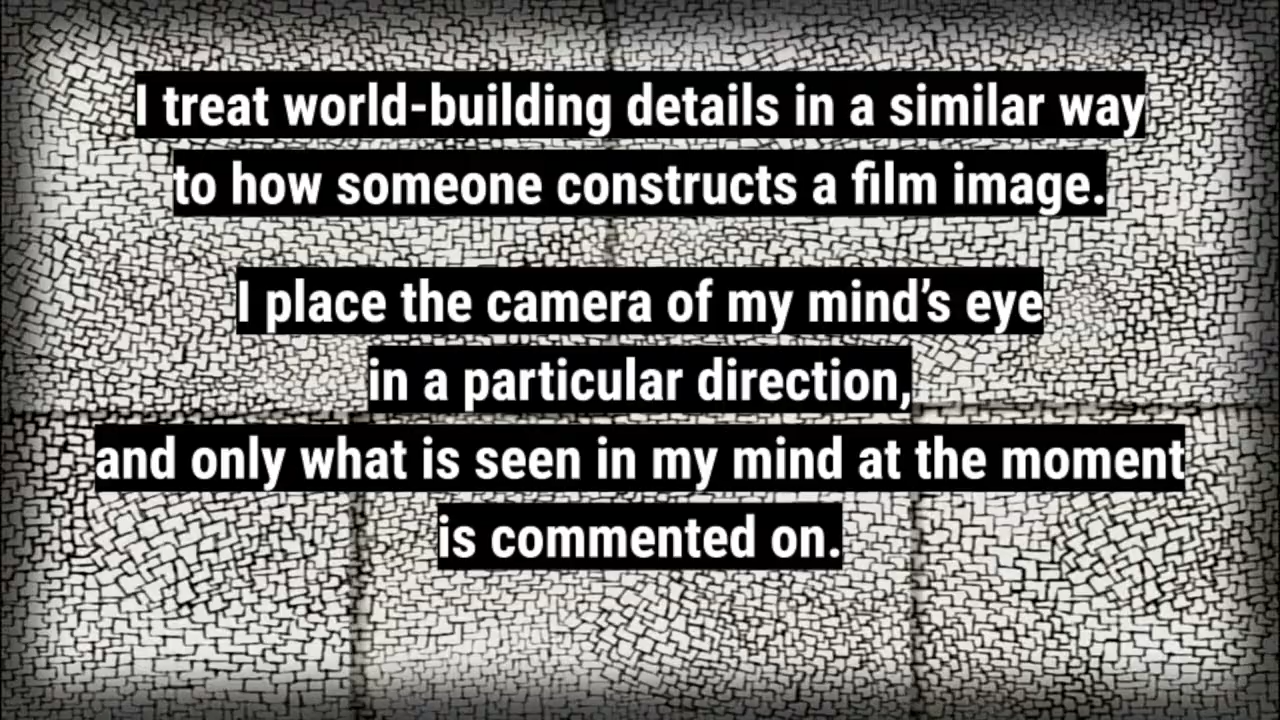 I treat world-building details in a similar way
to how someone constructs a film image.
I place the camera of my mind’s eye
in a particular direction,
and only what is seen in my mind at the moment
is commented on.